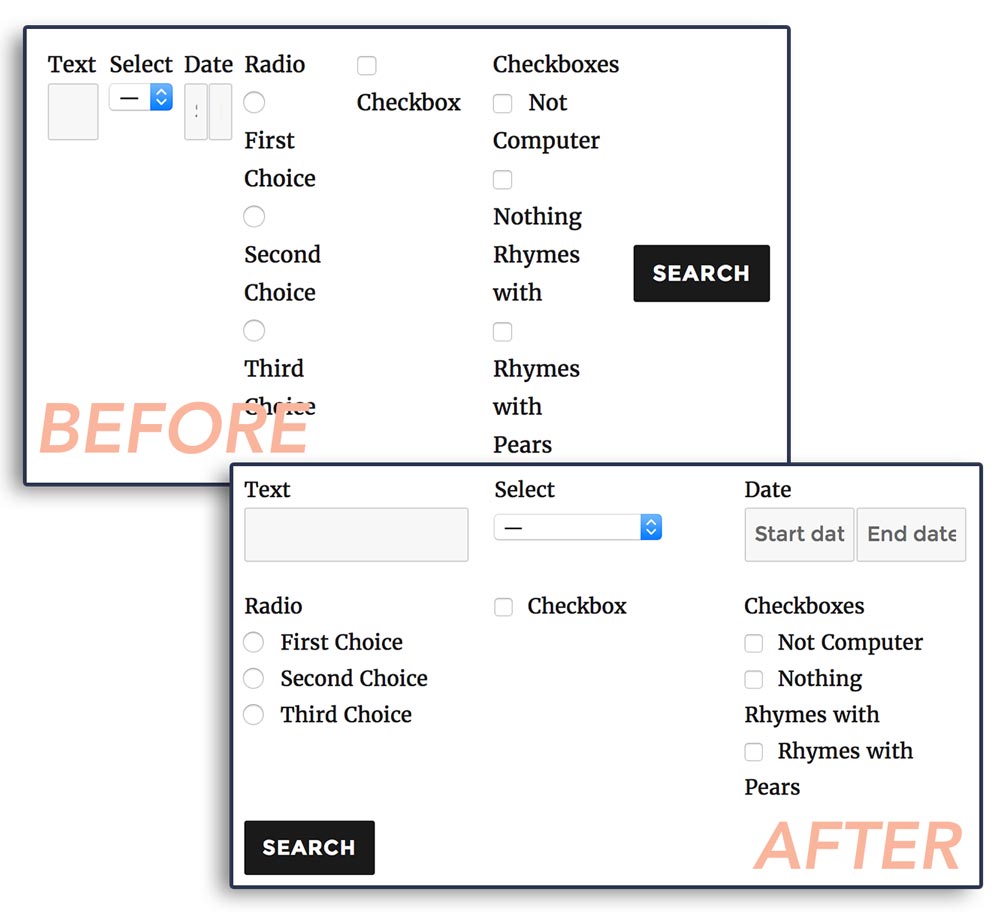 Text
—
Select
—
Date
Radio
First
Choice
Second
Choice
Third
Choice
Checkbox
Checkboxes
Not
Computer
Nothing
Rhymes
with
Rhymes
with
Pears
SEARCH
BEFORE
Text
Select
—
Date
Start dat
End date
Radio
First Choice
Second Choice
Third Choice
Checkbox
Checkboxes
Not Computer
Nothing
Rhymes with
Rhymes with
Pears
SEARCH
AFTER